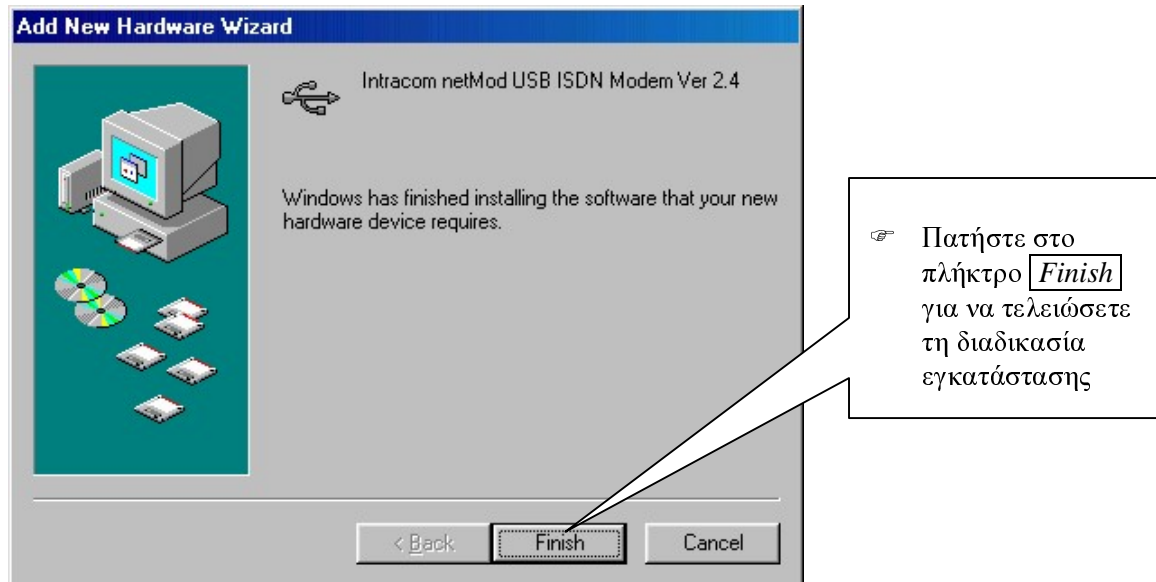 Add New Hardware Wizard
Intracom netMod USB ISDN Modem Ver 2.4
Windows has finished installing the software that your new
hardware device requires.
☞ Πατήστε στο
πλήκτρο Finish
για να τελειώσετε
τη διαδικασία
εγκατάστασης
< Back
Finish
Cancel